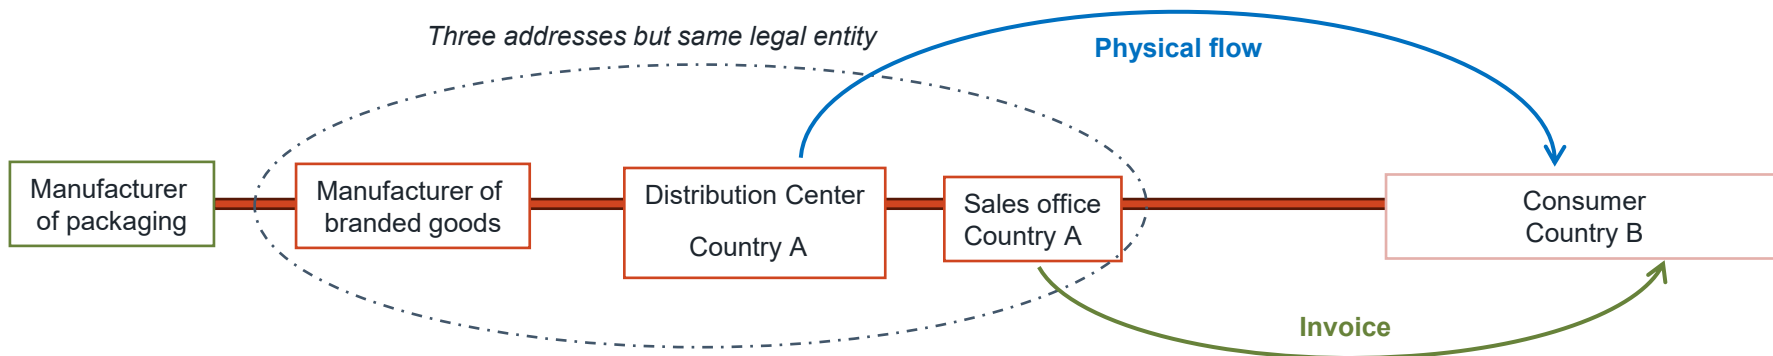 Three addresses but same legal entity
Physical flow
Manufacturer
of packaging
Manufacturer of
branded goods
Distribution Center
Country A
Sales office
Country A
Consumer
Country B
Invoice